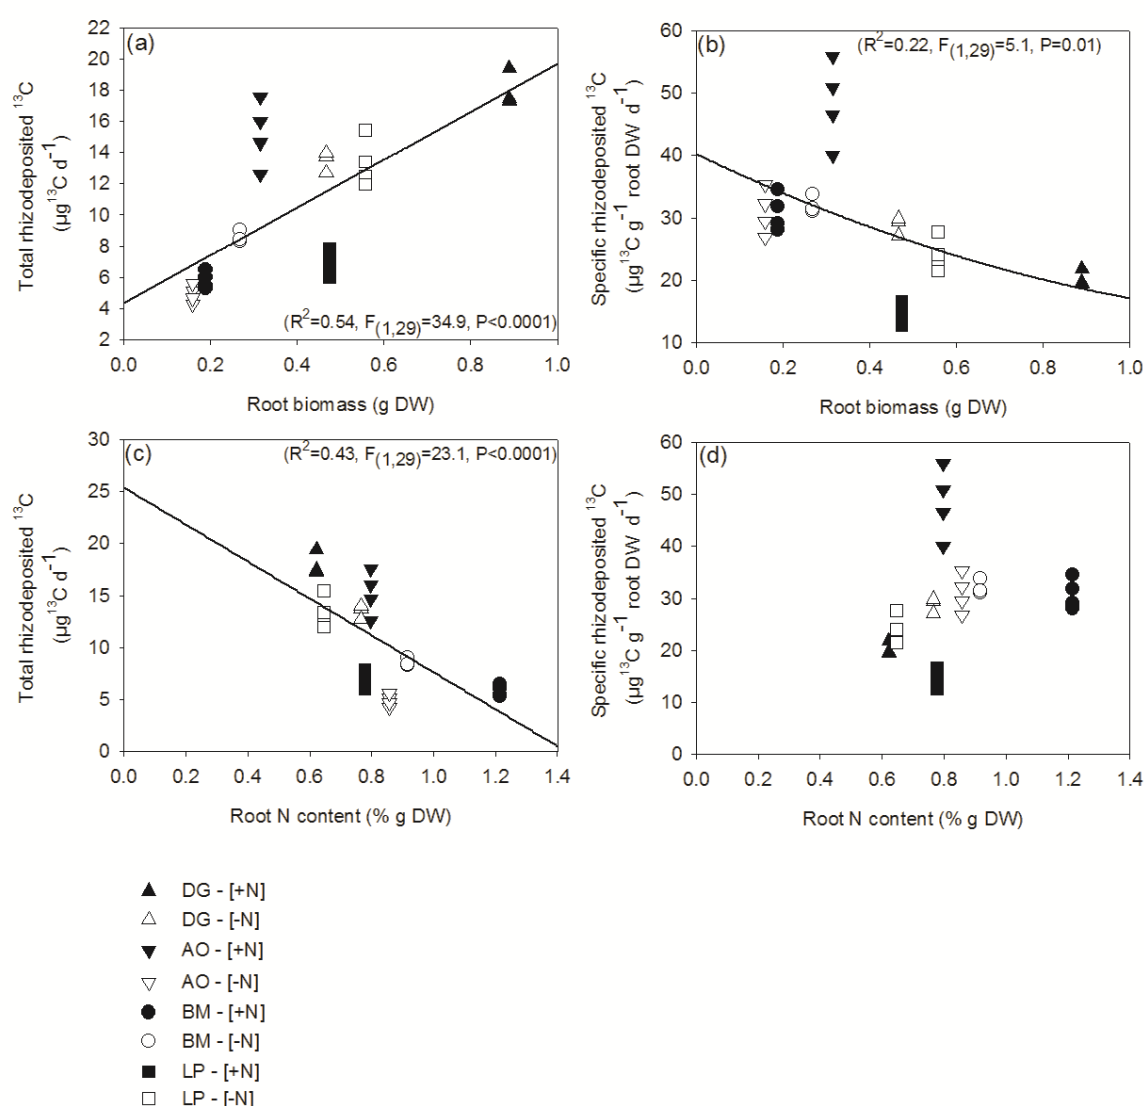 (a)
(R²=0.54, F(1,29)=34.9, P<0.0001)
Total rhizodeposited ¹³C
(µg¹³C d⁻¹)
22
20
18
16
14
12
10
8
6
4
2
0.0 0.2 0.4 0.6 0.8 1.0
Root biomass (g DW)
(b)
(R²=0.22, F(1,29)=5.1, P=0.01)
Specific rhizodeposited ¹³C
(µg¹³C g⁻¹ root DW d⁻¹)
60
50
40
30
20
10
0.0 0.2 0.4 0.6 0.8 1.0
Root biomass (g DW)
(c)
(R²=0.43, F(1,29)=23.1, P<0.0001)
Total rhizodeposited ¹³C
(µg¹³C d⁻¹)
30
25
20
15
10
5
0
0.0 0.2 0.4 0.6 0.8 1.0 1.2 1.4
Root N content (% g DW)
(d)
Specific rhizodeposited ¹³C
(µg¹³C g⁻¹ root DW d⁻¹)
60
50
40
30
20
10
0
0.0 0.2 0.4 0.6 0.8 1.0 1.2 1.4
Root N content (% g DW)
DG - [+N]
DG - [-N]
AO - [+N]
AO - [-N]
BM - [+N]
BM - [-N]
LP - [+N]
LP - [-N]